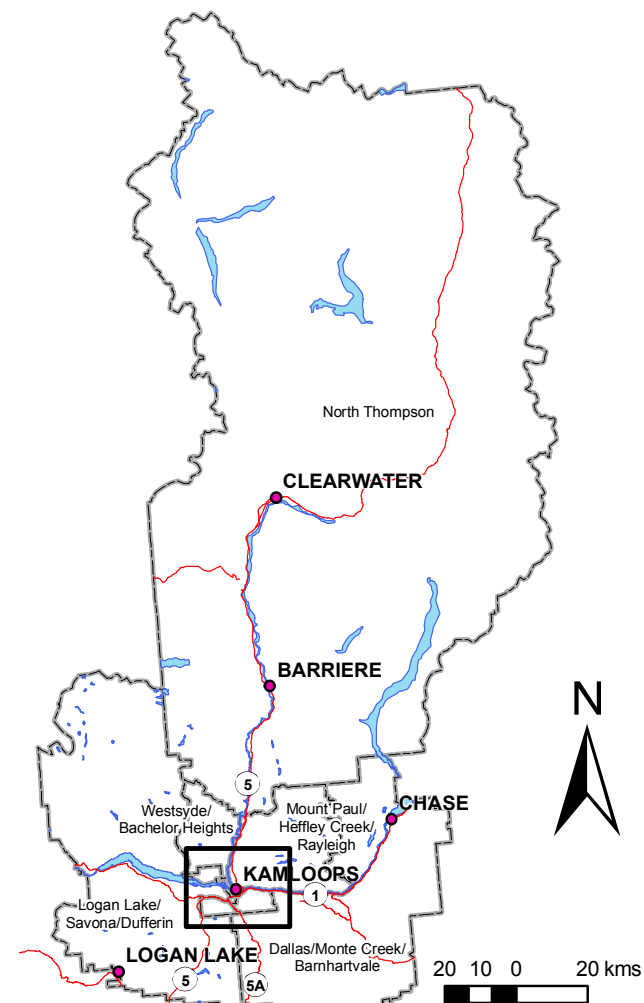 North Thompson
CLEARWATER
BARRIERE
N
5
Westsyde/
Bachelor Heights
Mount Paul/
Heffley Creek/
Rayleigh
CHASE
KAMLOOPS
1
Logan Lake/
Savona/Dufferin
Dallas/Monte Creek/
Barnhartvale
LOGAN LAKE
5
5A
20 10 0 20 kms